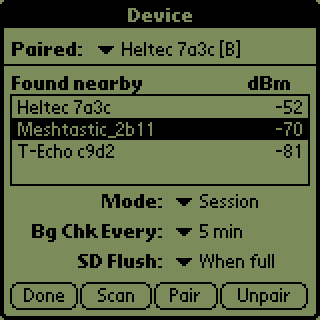 Device
Paired: Heltec 7a3c [B]
Found nearby dBm
Heltec 7a3c -52
Meshtastic_2b11 -70
T-Echo c9d2 -81
Mode: Session
Bg Chk Every: 5 min
SD Flush: When full
Done Scan Pair Unpair